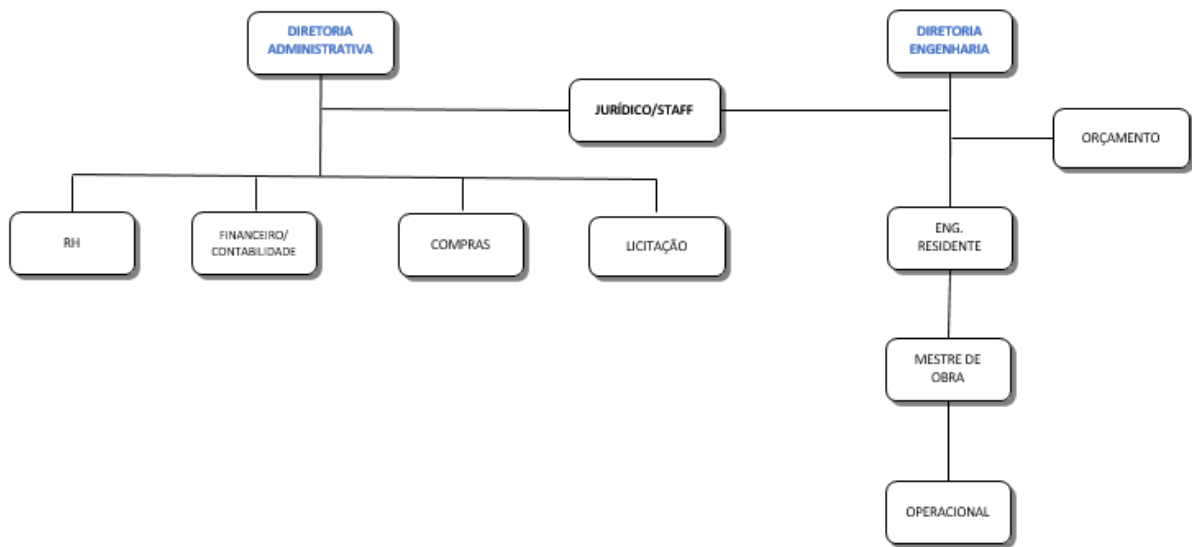 DIRETORIA
ADMINISTRATIVA
DIRETORIA
ENGENHARIA
JURÍDICO/STAFF
ORÇAMENTO
RH
FINANCEIRO/
CONTABILIDADE
COMPRAS
LICITAÇÃO
ENG.
RESIDENTE
MESTRE DE
OBRA
OPERACIONAL